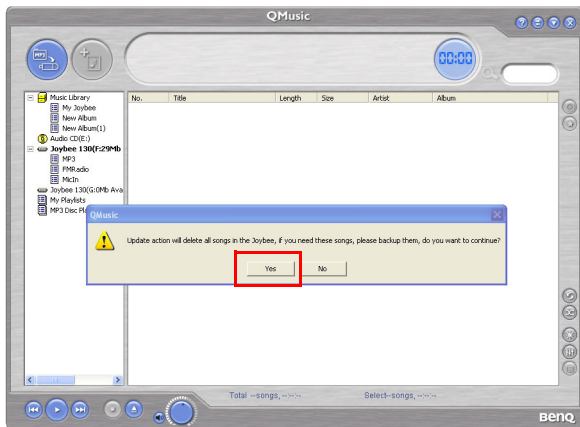 QMusic
MP3
00:00
Music Library
My Joybee
New Album
New Album(1)
Audio CD(E:)
Joybee 130(F:29Mb
MP3
FMRadio
MicIn
Joybee 130(G:0Mb Ava
My Playlists
MP3 Disc Pl
No. Title Length Size Artist Album
QMusic
Update action will delete all songs in the Joybee, if you need these songs, please backup them, do you want to continue?
Yes No
Total --songs, --:--:-- Select--songs, --:--:--
BenQ